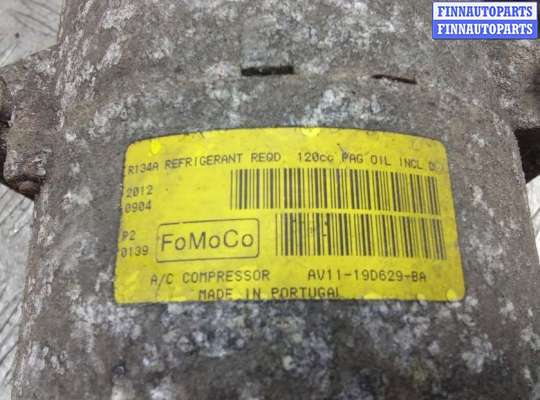 FINNAUTOPARTS
FINNAUTOPARTS
R134A REFRIGERANT REQD. 120cc PAG OIL INCL
2012
0904
P2
0139
FoMoCo
A/C COMPRESSOR AV11-19D629-BA
MADE IN PORTUGAL